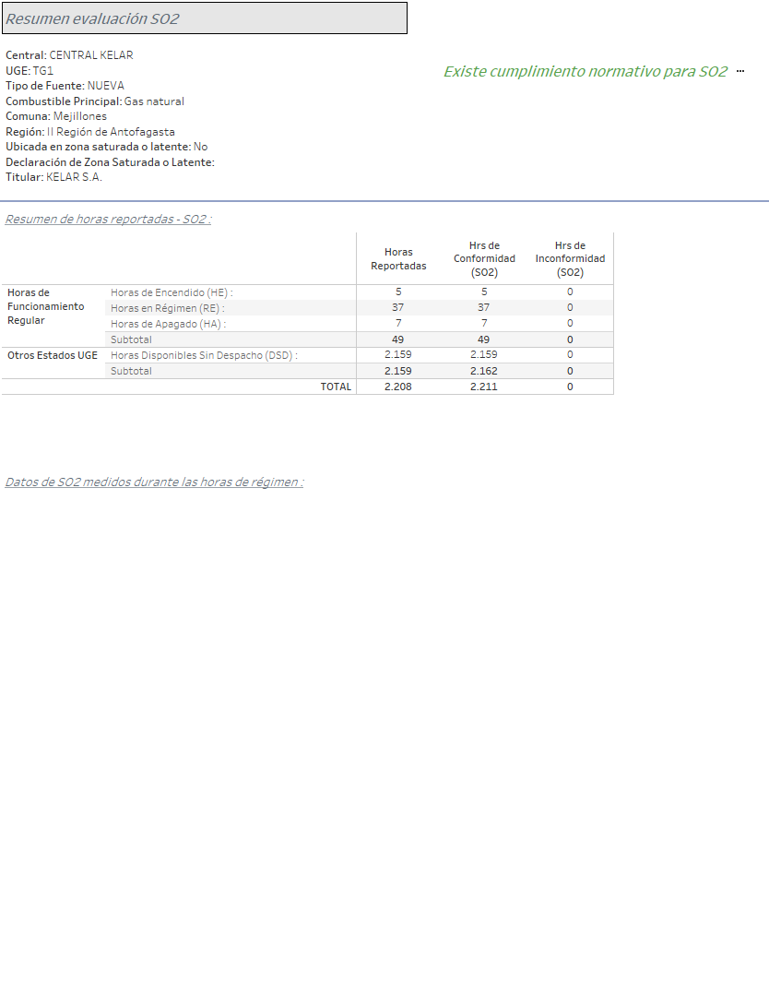 Resumen evaluación SO2
Central: CENTRAL KELAR
UGE: TG1
Tipo de Fuente: NUEVA
Combustible Principal: Gas natural
Comuna: Mejillones
Región: II Región de Antofagasta
Ubicada en zona saturada o latente: No
Declaración de Zona Saturada o Latente:
Titular: KELAR S.A.
Existe cumplimiento normativo para SO2 ...
Resumen de horas reportadas - SO2 :
Horas Reportadas Hrs de Conformidad (SO2) Hrs de Inconformidad (SO2)
Horas de Funcionamiento Regular Horas de Encendido (HE) : 5 5 0
Horas en Régimen (RE) : 37 37 0
Horas de Apagado (HA) : 7 7 0
Subtotal 49 49 0
Otros Estados UGE Horas Disponibles Sin Despacho (DSD) : 2.159 2.159 0
Subtotal 2.159 2.162 0
TOTAL 2.208 2.211 0
Datos de SO2 medidos durante las horas de régimen :